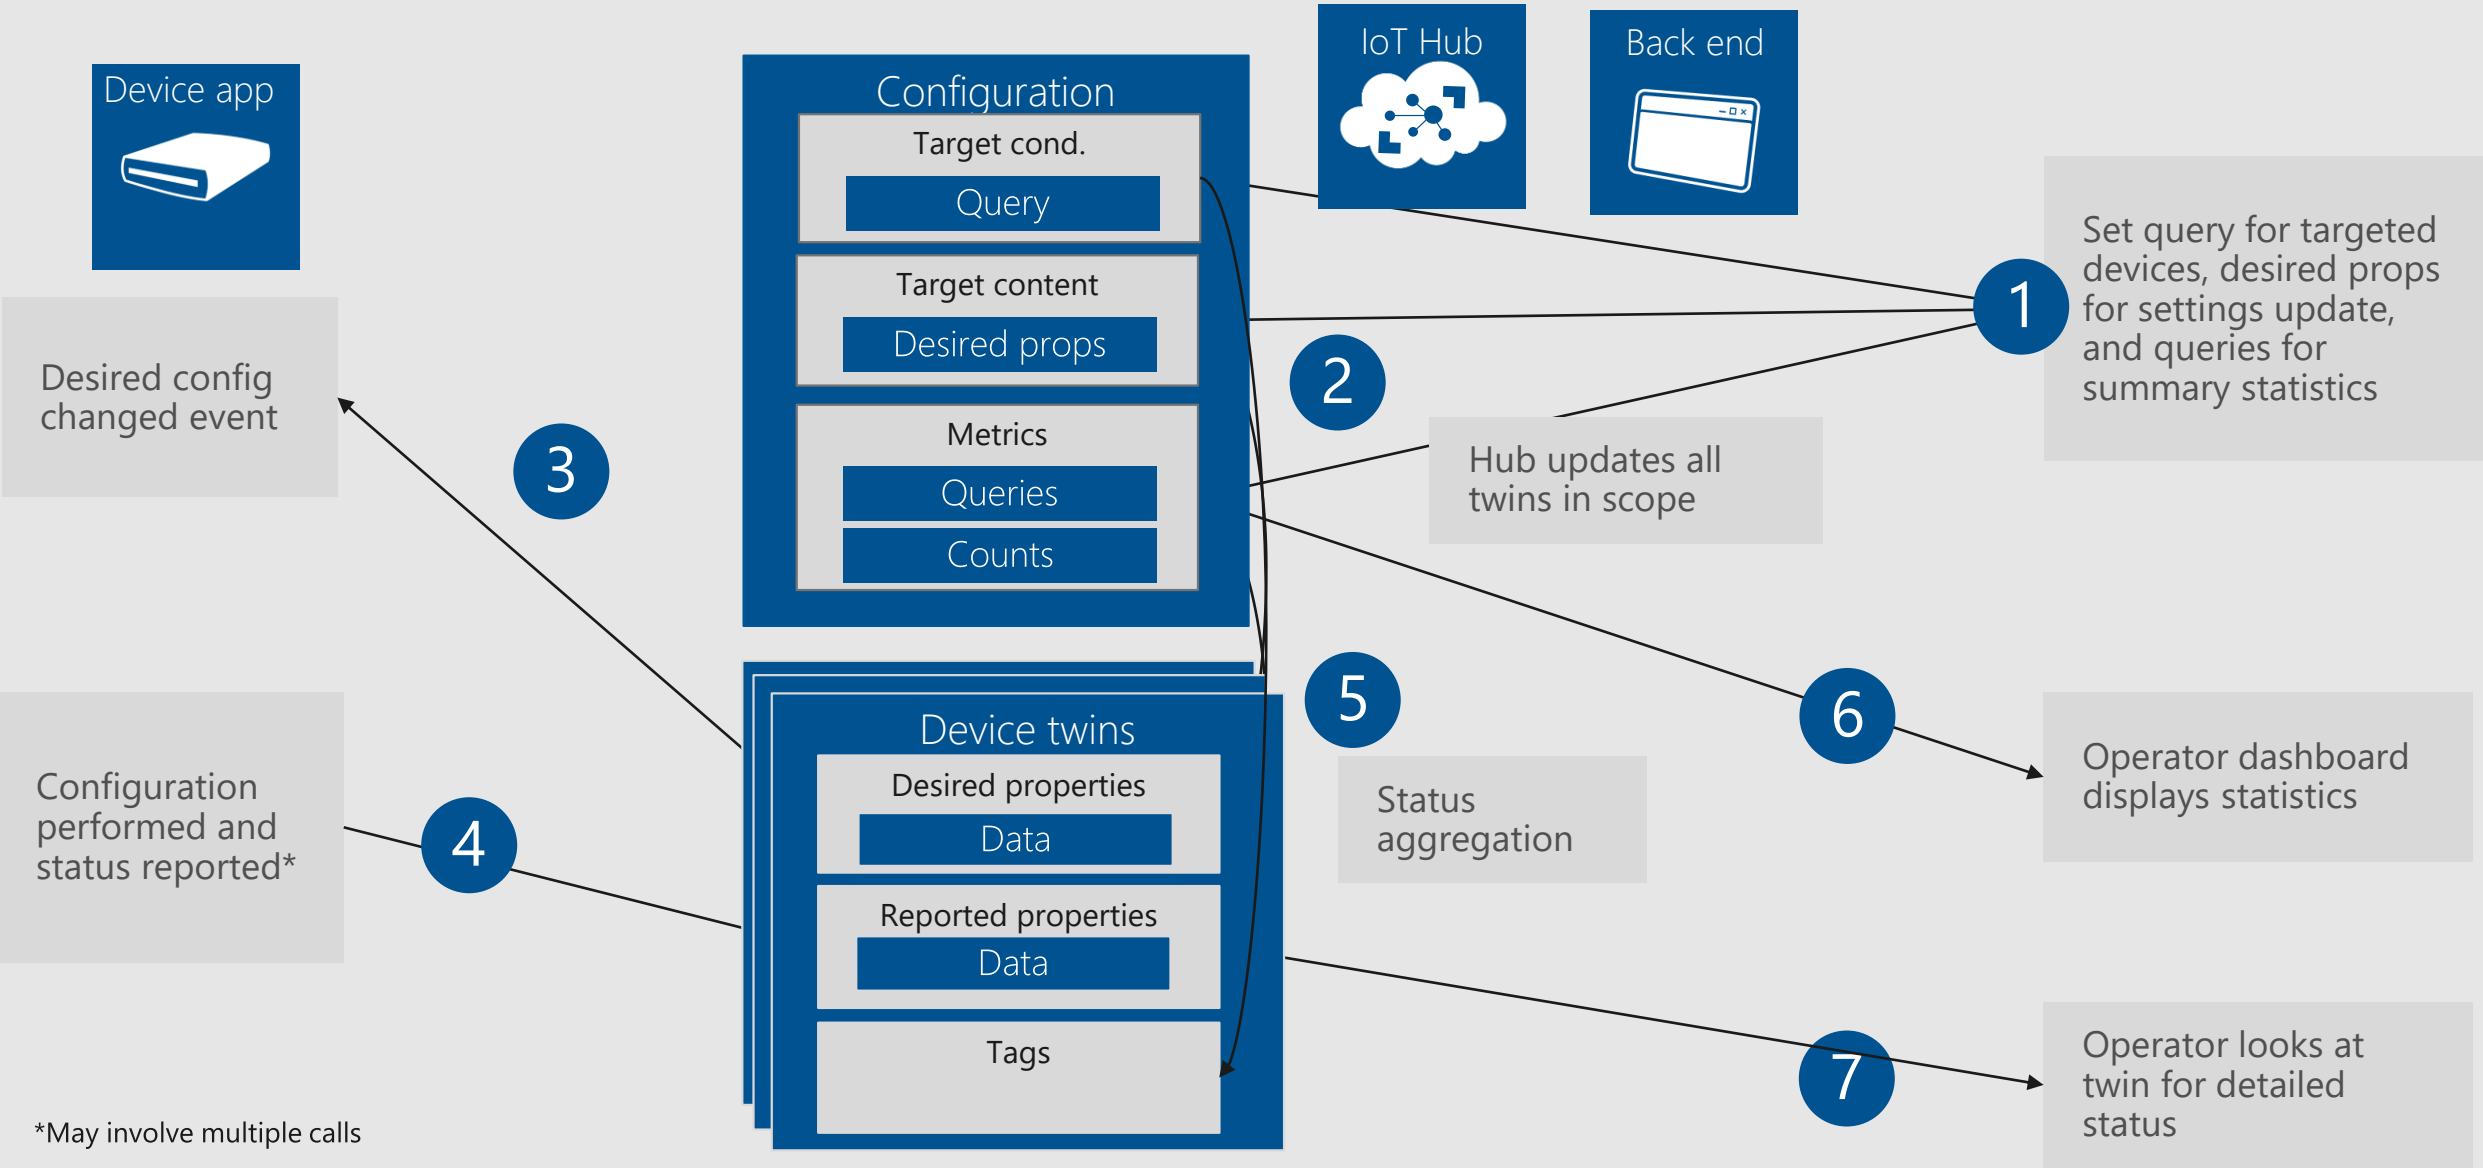 Device app
Configuration
Target cond.
Query
Target content
Desired props
Metrics
Queries
Counts
IoT Hub
Back end
1
Set query for targeted
devices, desired props
for settings update,
and queries for
summary statistics
2
Hub updates all
twins in scope
3
Desired config
changed event
4
Configuration
performed and
status reported*
Device twins
Desired properties
Data
Reported properties
Data
Tags
5
Status
aggregation
6
Operator dashboard
displays statistics
7
Operator looks at
twin for detailed
status
*May involve multiple calls